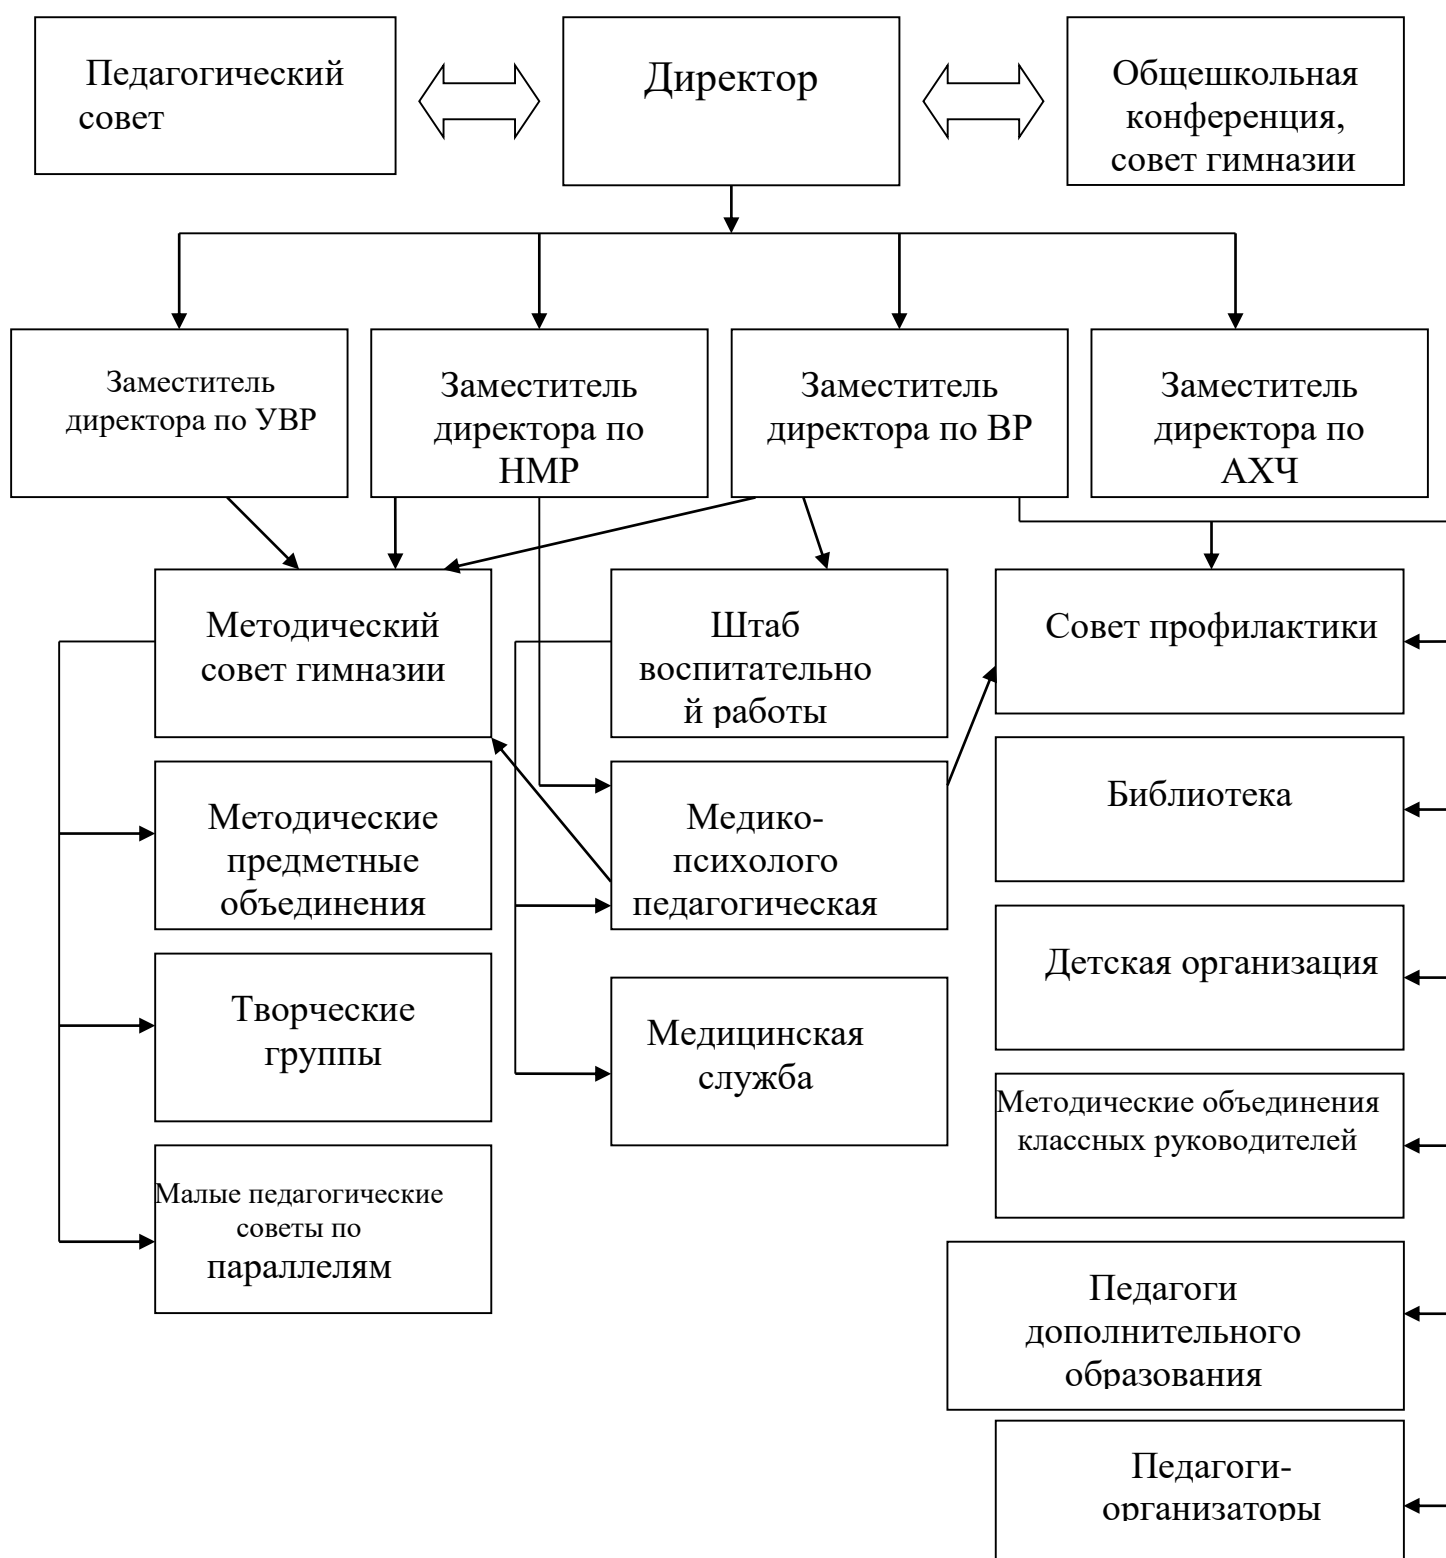 Педагогический
совет
Директор
Общешкольная
конференция,
совет гимназии
Заместитель
директора по УВР
Заместитель
директора по
НМР
Заместитель
директора по ВР
Заместитель
директора по
АХЧ
Методический
совет гимназии
Штаб
воспитательно
й работы
Совет профилактики
Методические
предметные
объединения
Медико-
психолого
педагогическая
Библиотека
Творческие
группы
Медицинская
служба
Детская организация
Методические объединения
классных руководителей
Малые педагогические
советы по
параллелям
Педагоги
дополнительного
образования
Педагоги-
организаторы